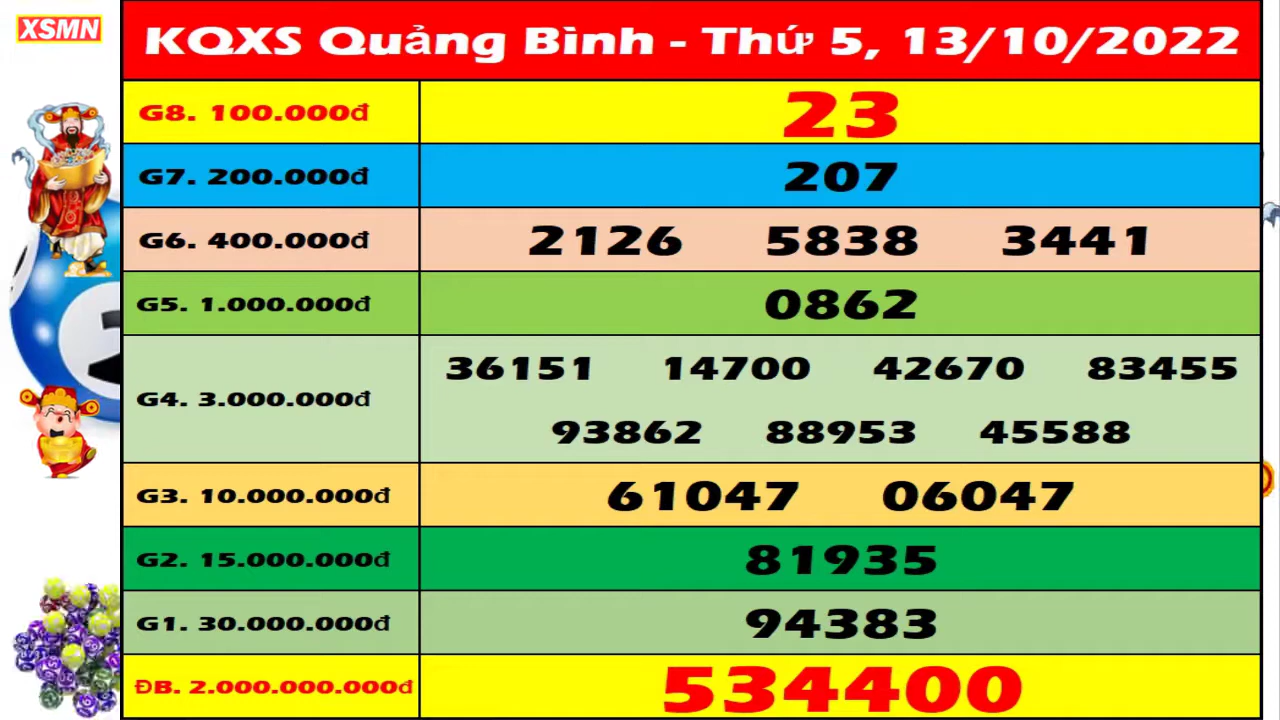 XSMN
KQXS Quảng Bình - Thứ 5, 13/10/2022
G8. 100.000đ
23
G7. 200.000đ
207
G6. 400.000đ
2126 5838 3441
G5. 1.000.000đ
0862
G4. 3.000.000đ
36151 14700 42670 83455
93862 88953 45588
G3. 10.000.000đ
61047 06047
G2. 15.000.000đ
81935
G1. 30.000.000đ
94383
ĐB. 2.000.000.000đ
534400